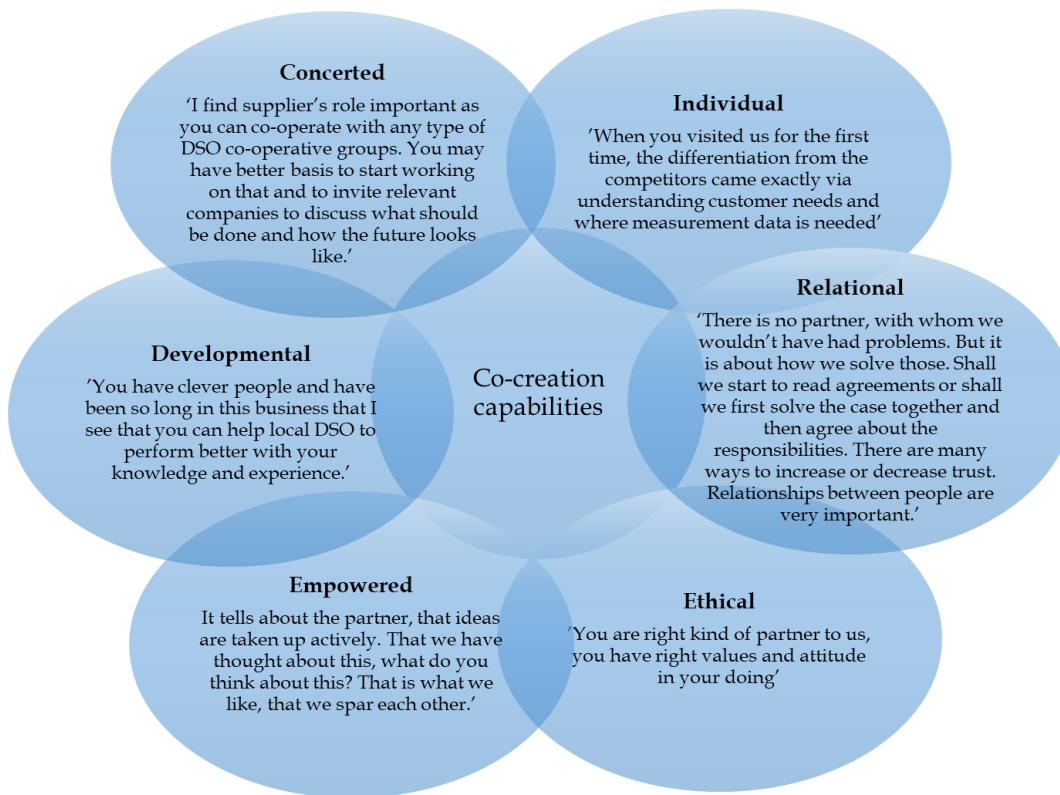 Concerted
‘I find supplier’s role important as
you can co-operate with any type of
DSO co-operative groups. You may
have better basis to start working
on that and to invite relevant
companies to discuss what should
be done and how the future looks
like.’
Individual
’When you visited us for the first
time, the differentiation from the
competitors came exactly via
understanding customer needs and
where measurement data is needed’
Relational
‘There is no partner, with whom we
wouldn’t have had problems. But it
is about how we solve those. Shall
we start to read agreements or shall
we first solve the case together and
then agree about the
responsibilities. There are many
ways to increase or decrease trust.
Relationships between people are
very important.’
Developmental
’You have clever people and have
been so long in this business that I
see that you can help local DSO to
perform better with your
knowledge and experience.’
Co-creation
capabilities
Empowered
It tells about the partner, that ideas
are taken up actively. That we have
thought about this, what do you
think about this? That is what we
like, that we spar each other.’
Ethical
’You are right kind of partner to us,
you have right values and attitude
in your doing’